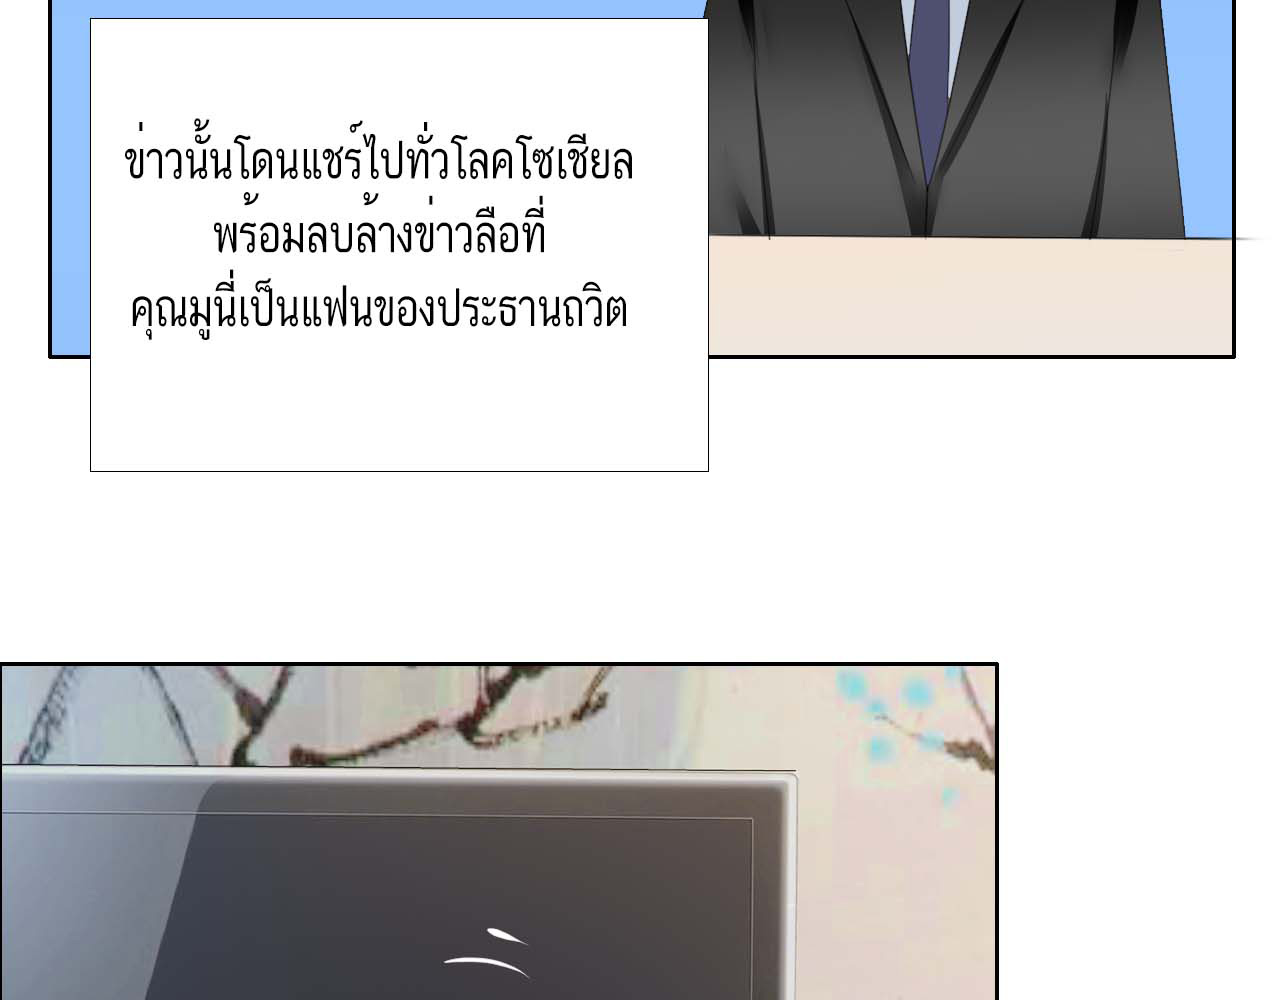 ข่าวนั้นโดนแชร์ไปทั่วโลคโซเชียล
พร้อมลบล้างข่าวลือที่
คุณมูนี่เป็นแฟนของประธานถวิต